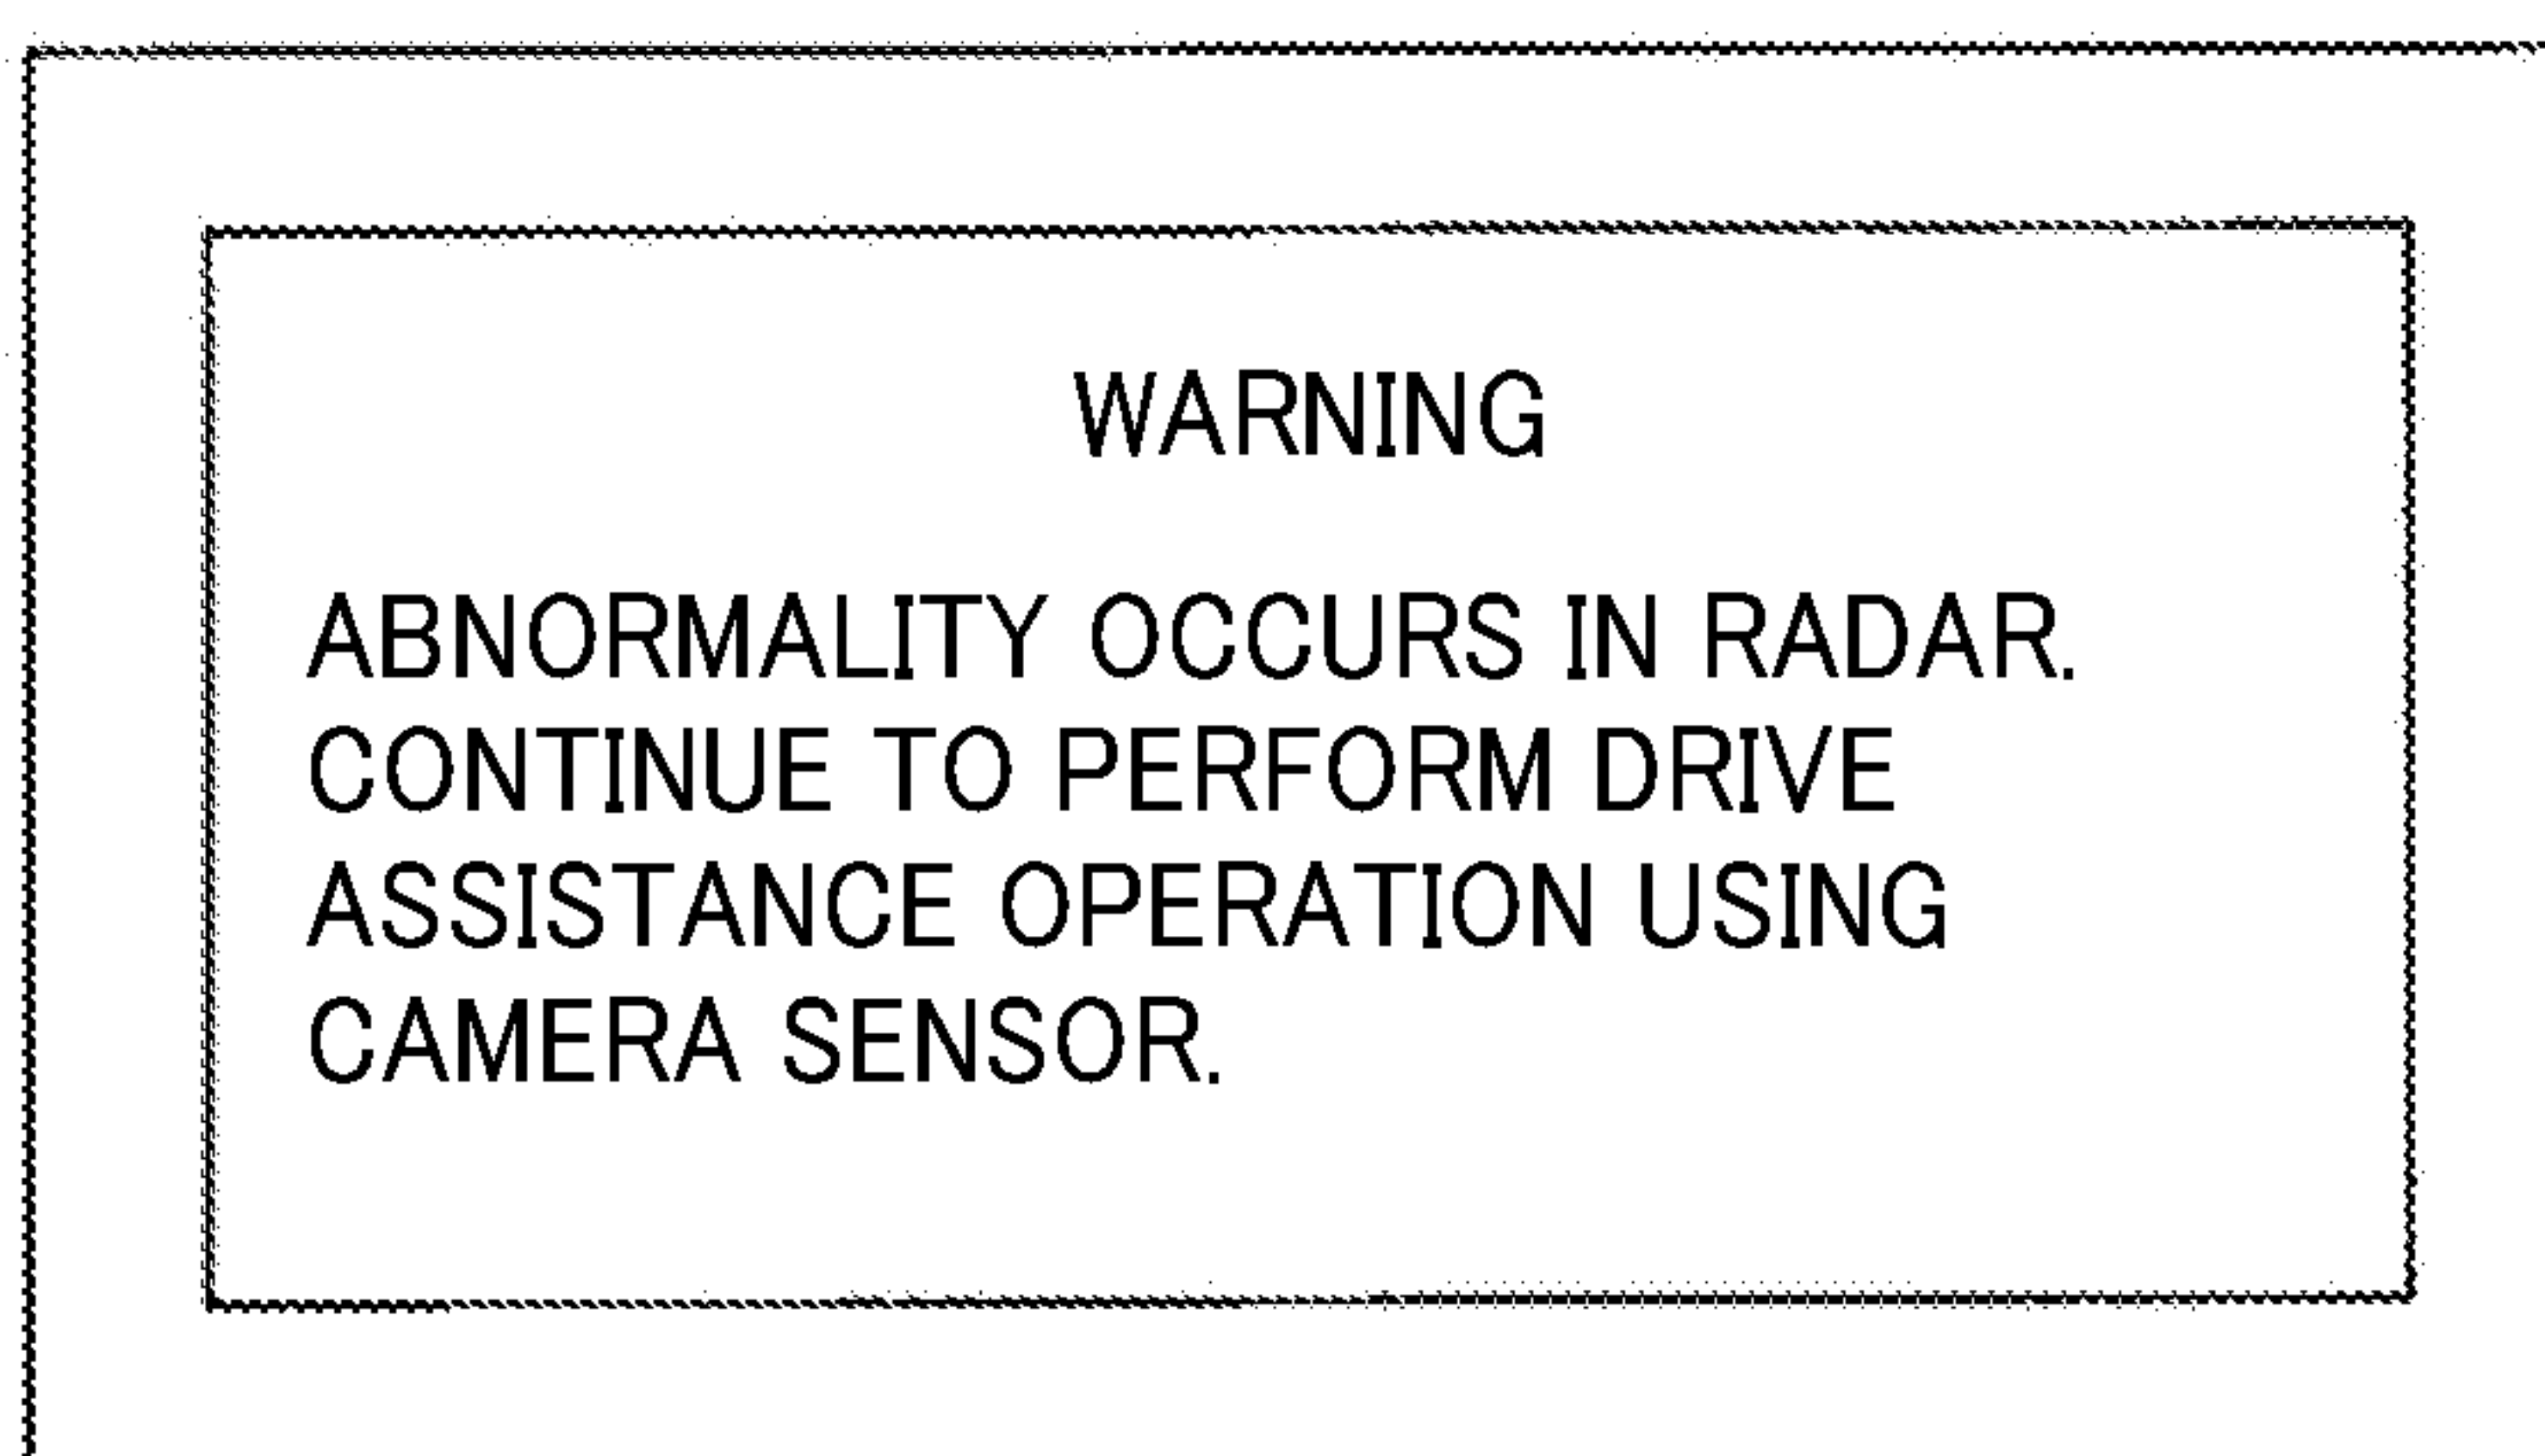 WARNING
ABNORMALITY OCCURS IN RADAR.
CONTINUE TO PERFORM DRIVE
ASSISTANCE OPERATION USING
CAMERA SENSOR.